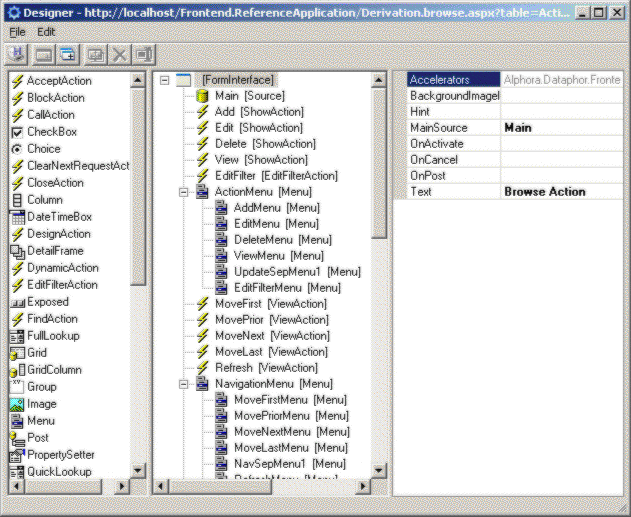 Designer - http://localhost/Frontend.ReferenceApplication/Derivation.browse.aspx?table=Acti...
File Edit
AcceptAction
BlockAction
CallAction
CheckBox
Choice
ClearNextRequestAct
CloseAction
Column
DateTimeBox
DesignAction
DetailFrame
DynamicAction
EditFilterAction
Exposed
FindAction
FullLookup
Grid
GridColumn
Group
Image
Menu
Post
PropertySetter
QuickLookup
[FormInterface]
Main [Source]
Add [ShowAction]
Edit [ShowAction]
Delete [ShowAction]
View [ShowAction]
EditFilter [EditFilterAction]
ActionMenu [Menu]
AddMenu [Menu]
EditMenu [Menu]
DeleteMenu [Menu]
ViewMenu [Menu]
UpdateSepMenu1 [Menu]
EditFilterMenu [Menu]
MoveFirst [ViewAction]
MovePrior [ViewAction]
MoveNext [ViewAction]
MoveLast [ViewAction]
Refresh [ViewAction]
NavigationMenu [Menu]
MoveFirstMenu [Menu]
MovePriorMenu [Menu]
MoveNextMenu [Menu]
MoveLastMenu [Menu]
NavSepMenu1 [Menu]
RefreshMenu [Menu]
Accelerators Alphora.Dataphor.Fronte
BackgroundImageI
Hint
MainSource Main
OnActivate
OnCancel
OnPost
Text Browse Action